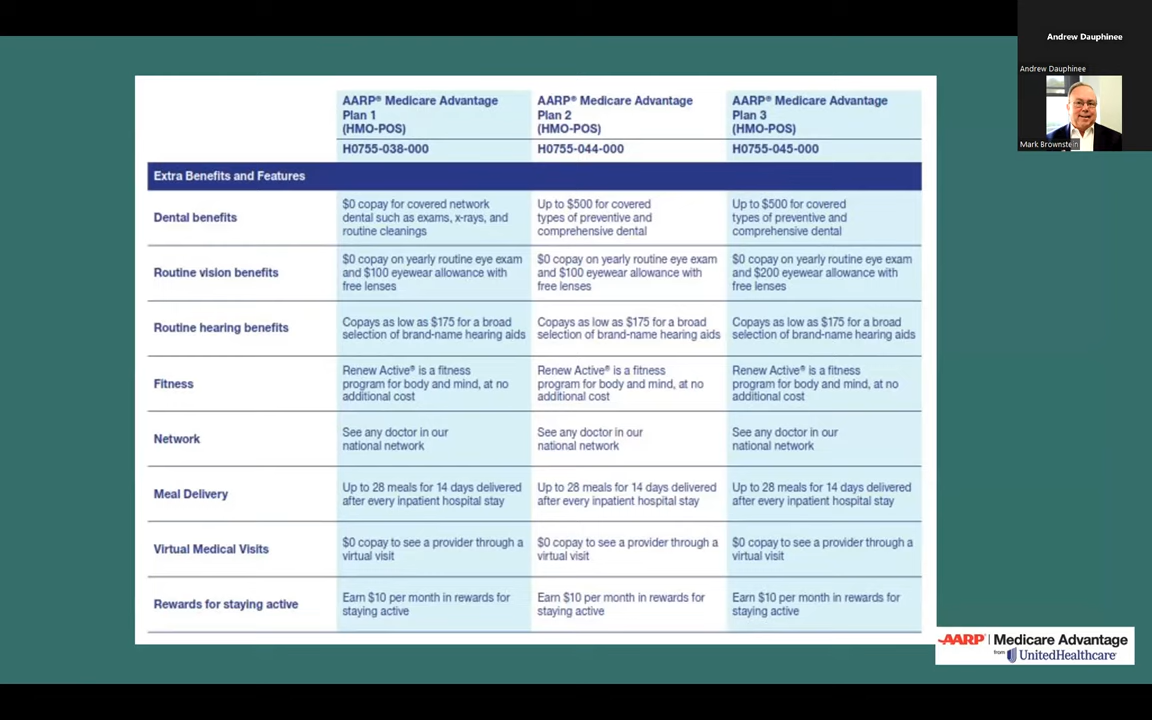 Andrew Dauphinee
Andrew Dauphinee
Mark Brownstein
AARP® Medicare Advantage
Plan 1
(HMO-POS)
AARP® Medicare Advantage
Plan 2
(HMO-POS)
AARP® Medicare Advantage
Plan 3
(HMO-POS)
H0755-038-000
H0755-044-000
H0755-045-000
Extra Benefits and Features
Dental benefits
$0 copay for covered network
dental such as exams, x-rays, and
routine cleanings
Up to $500 for covered
types of preventive and
comprehensive dental
Up to $500 for covered
types of preventive and
comprehensive dental
Routine vision benefits
$0 copay on yearly routine eye exam
and $100 eyewear allowance with
free lenses
$0 copay on yearly routine eye exam
and $100 eyewear allowance with
free lenses
$0 copay on yearly routine eye exam
and $200 eyewear allowance with
free lenses
Routine hearing benefits
Copays as low as $175 for a broad
selection of brand-name hearing aids
Copays as low as $175 for a broad
selection of brand-name hearing aids
Copays as low as $175 for a broad
selection of brand-name hearing aids
Fitness
Renew Active® is a fitness
program for body and mind, at no
additional cost
Renew Active® is a fitness
program for body and mind, at no
additional cost
Renew Active® is a fitness
program for body and mind, at no
additional cost
Network
See any doctor in our
national network
See any doctor in our
national network
See any doctor in our
national network
Meal Delivery
Up to 28 meals for 14 days delivered
after every inpatient hospital stay
Up to 28 meals for 14 days delivered
after every inpatient hospital stay
Up to 28 meals for 14 days delivered
after every inpatient hospital stay
Virtual Medical Visits
$0 copay to see a provider through a
virtual visit
$0 copay to see a provider through a
virtual visit
$0 copay to see a provider through a
virtual visit
Rewards for staying active
Earn $10 per month in rewards for
staying active
Earn $10 per month in rewards for
staying active
Earn $10 per month in rewards for
staying active
AARP | Medicare Advantage
from UnitedHealthcare